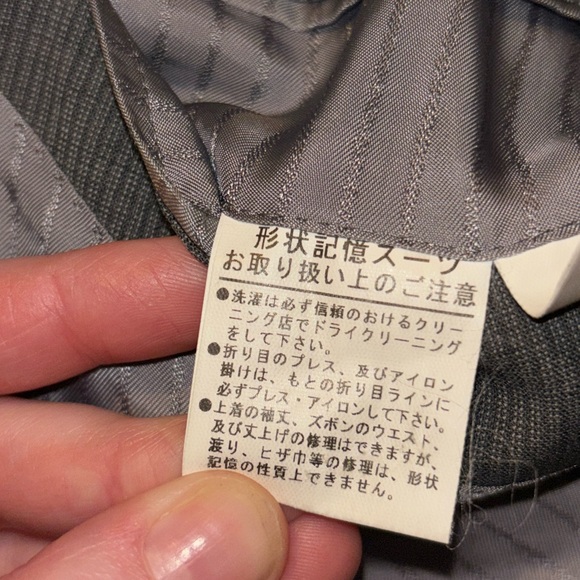 形状記憶スーツ
お取り扱い上のご注意
●洗濯は必ず信頼のおけるクリー
ニング店でドライクリーニング
をして下さい。
●折り目のプレス、及びアイロン
掛けは、もとの折り目ラインに
必ずプレス・アイロンして下さい。
●上着の袖丈、ズボンのウエスト、
及び丈上げの修理はできますが、
渡り、ヒザ巾等の修理は、形状
記憶の性質上できません。